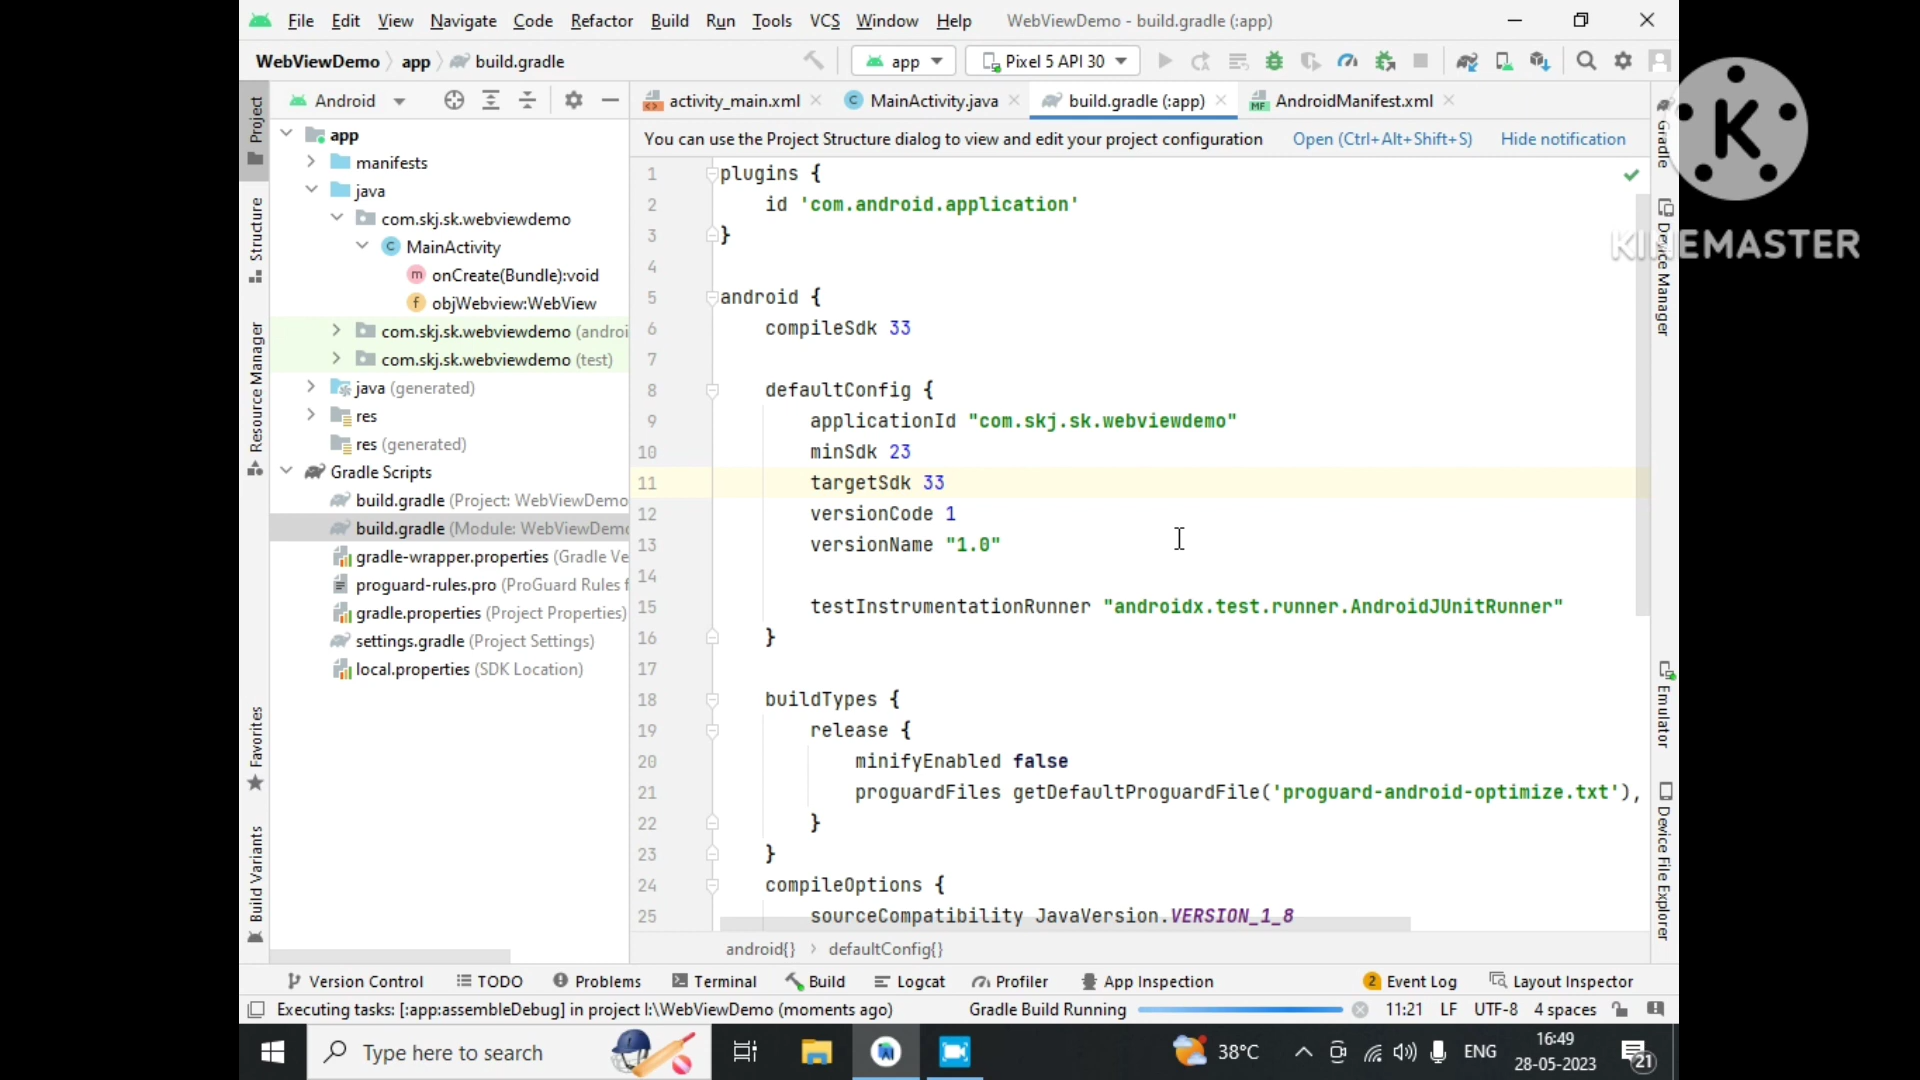 File Edit View Navigate Code Refactor Build Run Tools VCS Window Help WebViewDemo - build.gradle (:app)
WebViewDemo app build.gradle app Pixel 5 API 30
Project
Structure
Resource Manager
Favorites
Build Variants
Android
app
manifests
java
com.skj.sk.webviewdemo
MainActivity
onCreate(Bundle):void
objWebview:WebView
com.skj.sk.webviewdemo (androi
com.skj.sk.webviewdemo (test)
java (generated)
res
res (generated)
Gradle Scripts
build.gradle (Project: WebViewDemo
build.gradle (Module: WebViewDemo
gradle-wrapper.properties (Gradle Ve
proguard-rules.pro (ProGuard Rules f
gradle.properties (Project Properties)
settings.gradle (Project Settings)
local.properties (SDK Location)
activity_main.xml MainActivity.java build.gradle (:app) AndroidManifest.xml
You can use the Project Structure dialog to view and edit your project configuration Open (Ctrl+Alt+Shift+S) Hide notification
1 plugins {
2 id 'com.android.application'
3 }
4
5 android {
6 compileSdk 33
7
8 defaultConfig {
9 applicationId "com.skj.sk.webviewdemo"
10 minSdk 23
11 targetSdk 33
12 versionCode 1
13 versionName "1.0"
14
15 testInstrumentationRunner "androidx.test.runner.AndroidJUnitRunner"
16 }
17
18 buildTypes {
19 release {
20 minifyEnabled false
21 proguardFiles getDefaultProguardFile('proguard-android-optimize.txt'),
22 }
23 }
24 compileOptions {
25 sourceCompatibility JavaVersion.VERSION_1_8
android{} defaultConfig{}
Gradle
Device Manager
Emulator
Device File Explorer
K
KINEMASTER
Version Control TODO Problems Terminal Build Logcat Profiler App Inspection 2 Event Log Layout Inspector
Executing tasks: [:app:assembleDebug] in project I:\WebViewDemo (moments ago) Gradle Build Running 11:21 LF UTF-8 4 spaces
Type here to search 38°C ENG 16:49
28-05-2023 21